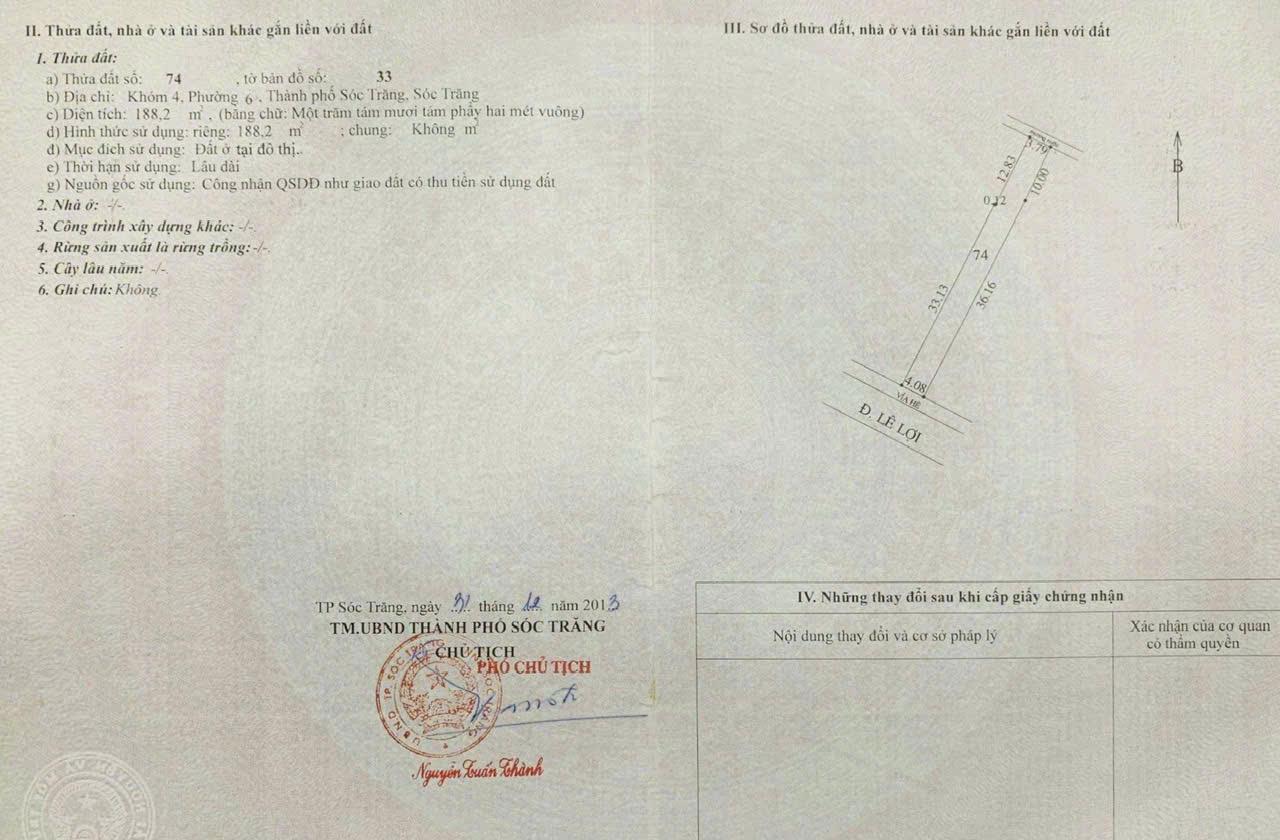 II. Thửa đất, nhà ở và tài sản khác gắn liền với đất
1. Thửa đất:
a) Thửa đất số: 74 , tờ bản đồ số: 33
b) Địa chỉ: Khóm 4, Phường 6 , Thành phố Sóc Trăng, Sóc Trăng
c) Diện tích: 188,2 m², (bằng chữ: Một trăm tám mươi tám phẩy hai mét vuông)
d) Hình thức sử dụng: riêng: 188,2 m² ; chung: Không m²
đ) Mục đích sử dụng: Đất ở tại đô thị..
e) Thời hạn sử dụng: Lâu dài
g) Nguồn gốc sử dụng: Công nhận QSDĐ như giao đất có thu tiền sử dụng đất
2. Nhà ở: -/-.
3. Công trình xây dựng khác: -/-.
4. Rừng sản xuất là rừng trồng: -/-.
5. Cây lâu năm: -/-.
6. Ghi chú: Không.
TP Sóc Trăng, ngày 31 tháng 12 năm 2013
TM.UBND THÀNH PHỐ SÓC TRĂNG
CHỦ TỊCH
PHÓ CHỦ TỊCH
Nguyễn Tuấn Thành
III. Sơ đồ thửa đất, nhà ở và tài sản khác gắn liền với đất
3.79
12.83
10.00
B
0.12
74
33.13
36.16
4.08
VỈA HÈ
Đ. LÊ LỢI
IV. Những thay đổi sau khi cấp giấy chứng nhận
Nội dung thay đổi và cơ sở pháp lý
Xác nhận của cơ quan
có thẩm quyền